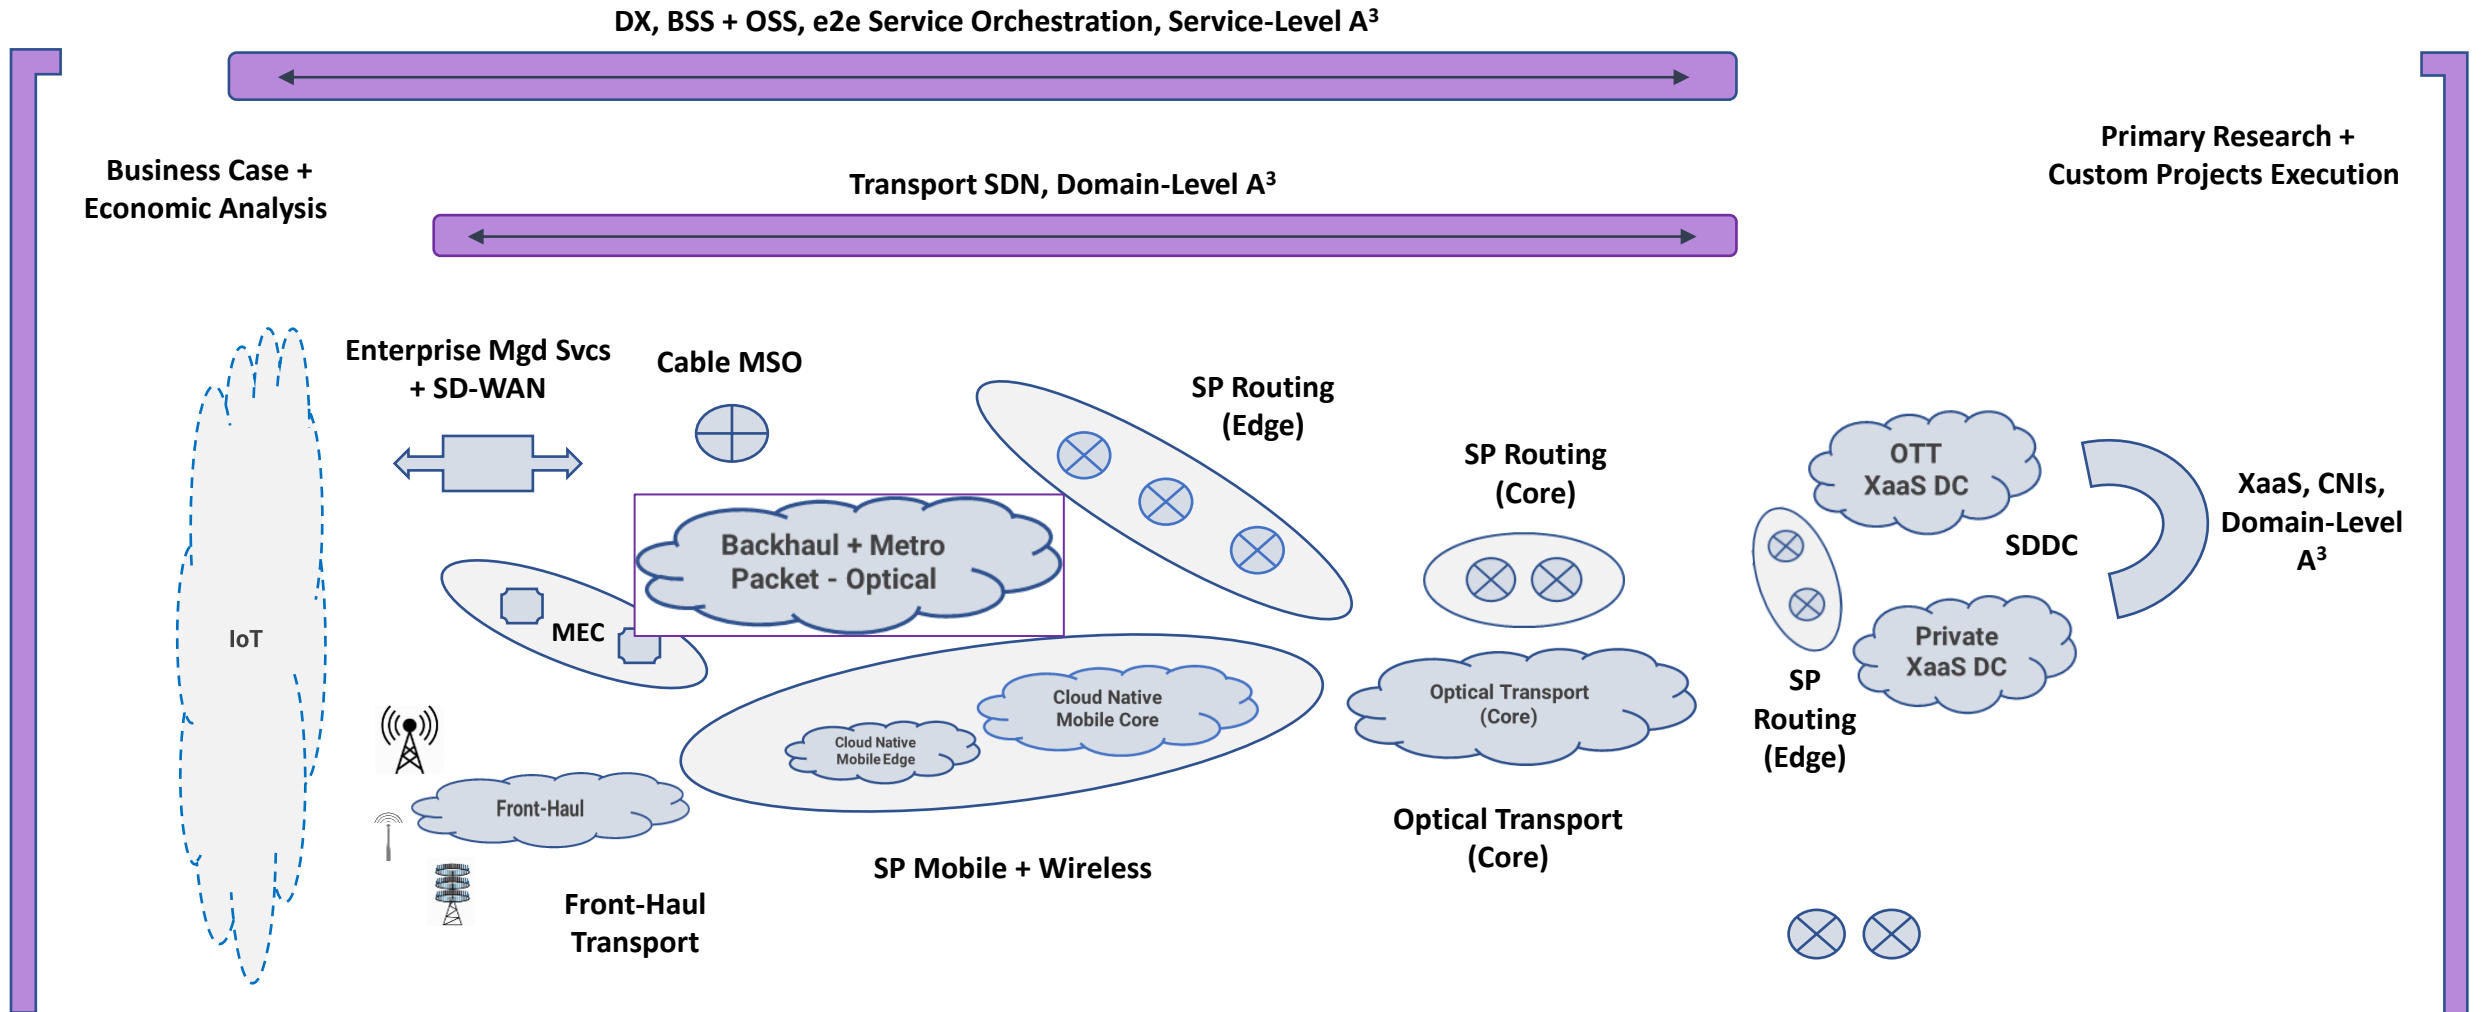 DX, BSS + OSS, e2e Service Orchestration, Service-Level A³
Business Case +
Economic Analysis
Primary Research +
Custom Projects Execution
Transport SDN, Domain-Level A³
Enterprise Mgd Svcs
+ SD-WAN
Cable MSO
SP Routing
(Edge)
SP Routing
(Core)
OTT
XaaS DC
XaaS, CNIs,
Domain-Level
A³
SDDC
Backhaul + Metro
Packet - Optical
MEC
IoT
Private
XaaS DC
SP
Routing
(Edge)
Cloud Native
Mobile Core
Cloud Native
Mobile Edge
Optical Transport
(Core)
Front-Haul
Optical Transport
(Core)
SP Mobile + Wireless
Front-Haul
Transport